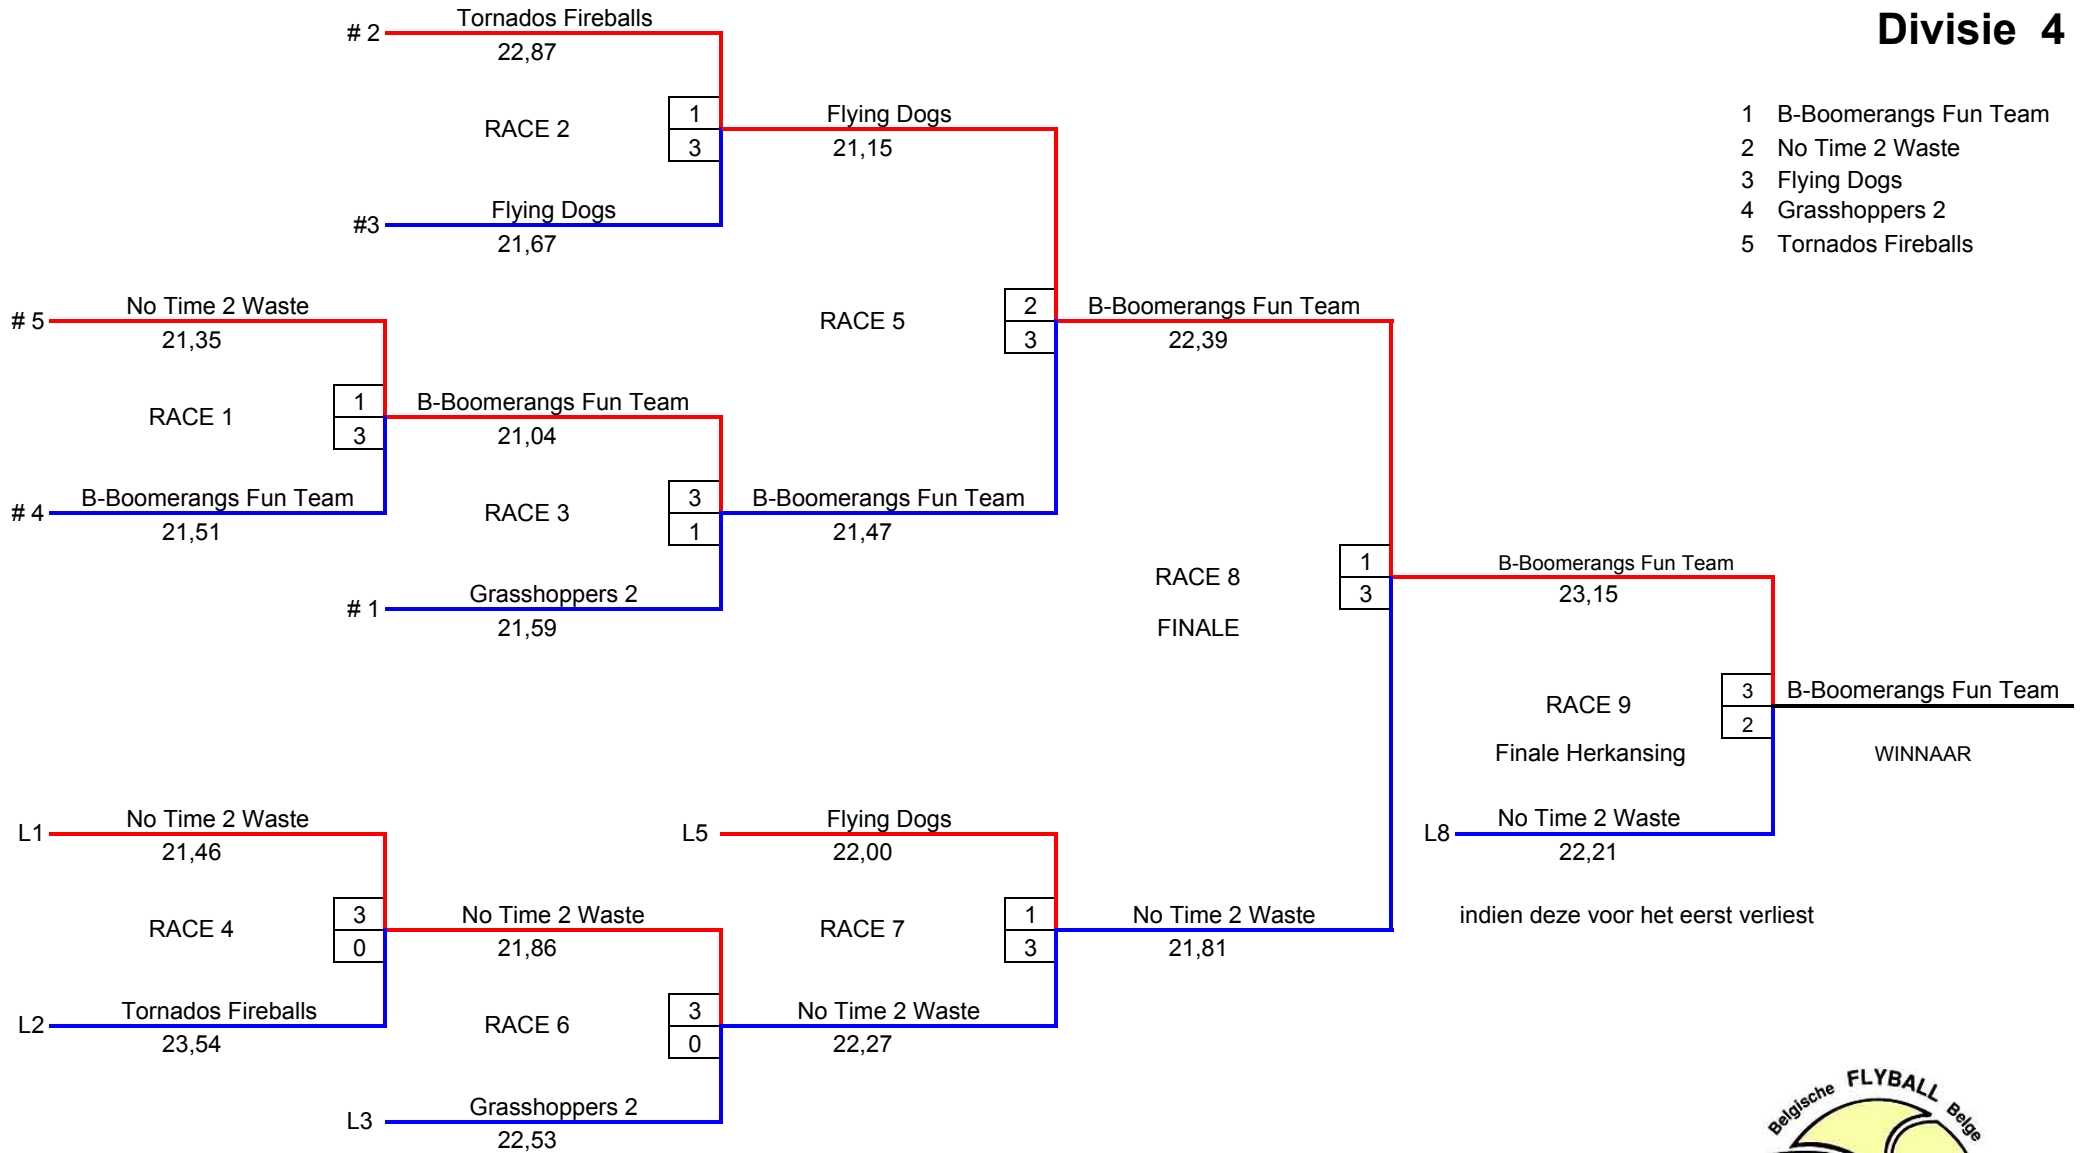 Divisie 4
1 B-Boomerangs Fun Team
2 No Time 2 Waste
3 Flying Dogs
4 Grasshoppers 2
5 Tornados Fireballs
# 2 Tornados Fireballs
22,87
RACE 2
1
3
#3 Flying Dogs
21,67
Flying Dogs
21,15
# 5 No Time 2 Waste
21,35
RACE 1
1
3
# 4 B-Boomerangs Fun Team
21,51
B-Boomerangs Fun Team
21,04
RACE 3
3
1
# 1 Grasshoppers 2
21,59
B-Boomerangs Fun Team
21,47
RACE 5
2
3
B-Boomerangs Fun Team
22,39
RACE 8
FINALE
1
3
B-Boomerangs Fun Team
23,15
RACE 9
Finale Herkansing
3
2
B-Boomerangs Fun Team
WINNAAR
L8 No Time 2 Waste
22,21
indien deze voor het eerst verliest
L1 No Time 2 Waste
21,46
RACE 4
3
0
L2 Tornados Fireballs
23,54
No Time 2 Waste
21,86
RACE 6
3
0
L3 Grasshoppers 2
22,53
L5 Flying Dogs
22,00
RACE 7
1
3
No Time 2 Waste
22,27
No Time 2 Waste
21,81
Belgische FLYBALL Belge